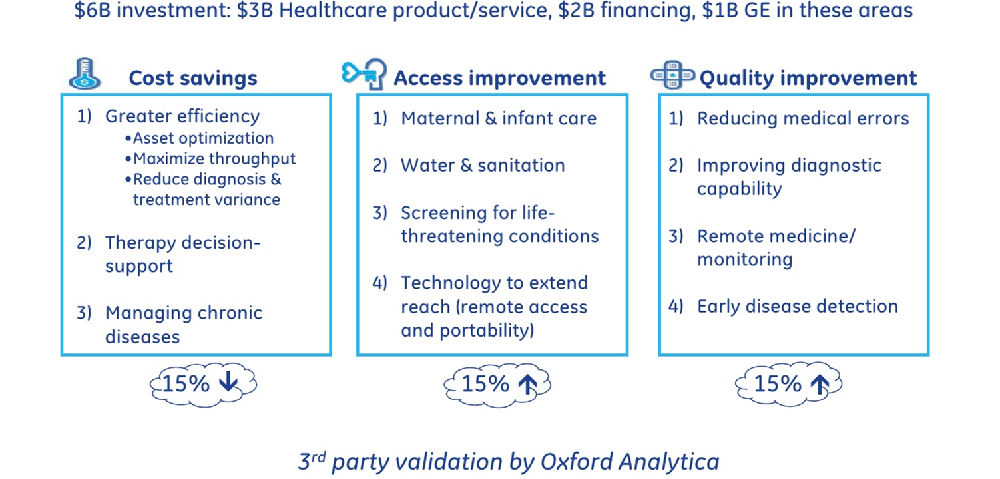 $6B investment: $3B Healthcare product/service, $2B financing, $1B GE in these areas
Cost savings
1) Greater efficiency
•Asset optimization
•Maximize throughput
•Reduce diagnosis &
treatment variance
2) Therapy decision-
support
3) Managing chronic
diseases
15% ↓
Access improvement
1) Maternal & infant care
2) Water & sanitation
3) Screening for life-
threatening conditions
4) Technology to extend
reach (remote access
and portability)
15% ↑
Quality improvement
1) Reducing medical errors
2) Improving diagnostic
capability
3) Remote medicine/
monitoring
4) Early disease detection
15% ↑
3rd party validation by Oxford Analytica